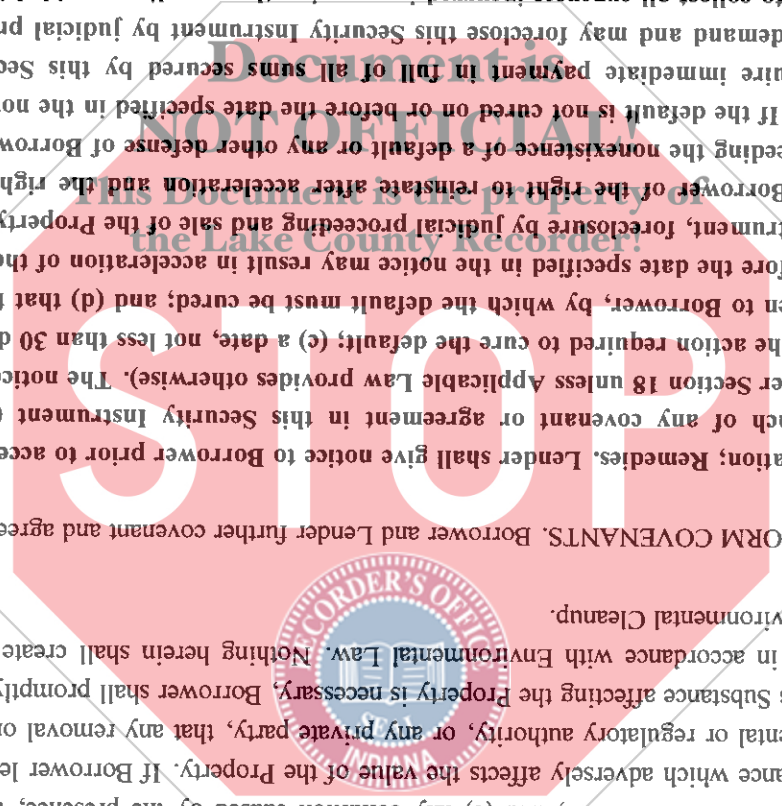 ance which adversely affects the value of the Property. If Borrower le
ental or regulatory authority, or any private party, that any removal o
s Substance affecting the Property is necessary, Borrower shall promptly
in accordance with Environmental Law. Nothing herein shall create
vironmental Cleanup.
FORM COVENANTS. Borrower and Lender further covenant and agree
ation; Remedies. Lender shall give notice to Borrower prior to acce
ch of any covenant or agreement in this Security Instrument
er Section 18 unless Applicable Law provides otherwise). The notice
he action required to cure the default; (c) a date, not less than 30 d
en to Borrower, by which the default must be cured; and (d) that f
fore the date specified in the notice may result in acceleration of the
trument, foreclosure by judicial proceeding and sale of the Property
Borrower of the right to reinstate after acceleration and the righ
eeding the nonexistence of a default or any other defense of Borrow
If the default is not cured on or before the date specified in the no
uire immediate payment in full of all sums secured by this Sec
demand and may foreclose this Security Instrument by judicial pr
Document is
NOT OFFICIAL!
This Document is the property of
the Lake County Recorder!
STOP
RECORDER'S OFFICE
SEAL
INDIANA